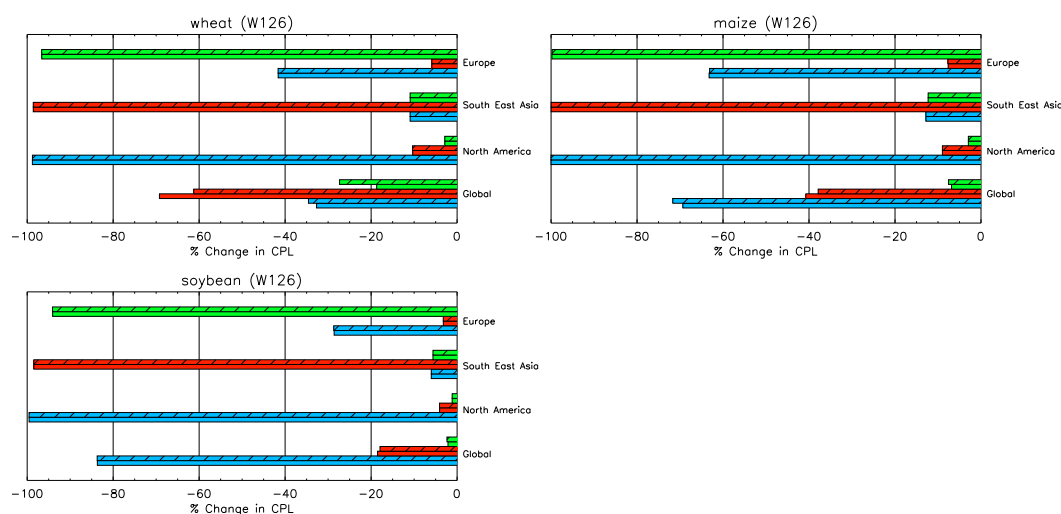 wheat (W126)
Europe
South East Asia
North America
Global
-100 -80 -60 -40 -20 0
% Change in CPL
maize (W126)
Europe
South East Asia
North America
Global
-100 -80 -60 -40 -20 0
% Change in CPL
soybean (W126)
Europe
South East Asia
North America
Global
-100 -80 -60 -40 -20 0
% Change in CPL